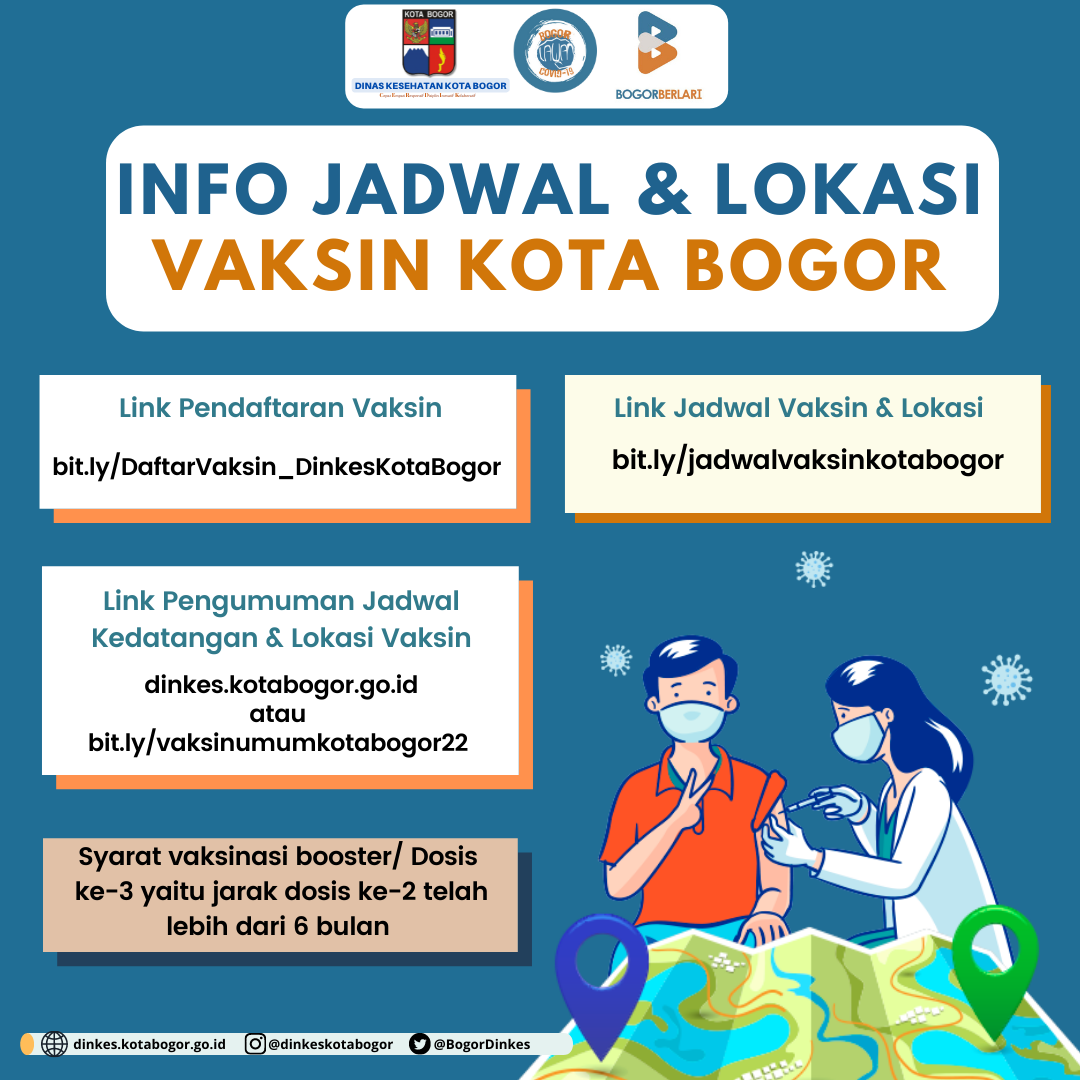 KOTA BOGOR
DINAS KESEHATAN KOTA BOGOR
BOGOR
LAWAN
COVID-19
BOGORBERLARI
INFO JADWAL & LOKASI
VAKSIN KOTA BOGOR
Link Pendaftaran Vaksin
bit.ly/DaftarVaksin_DinkesKotaBogor
Link Jadwal Vaksin & Lokasi
bit.ly/jadwalvaksinkotabogor
Link Pengumuman Jadwal
Kedatangan & Lokasi Vaksin
dinkes.kotabogor.go.id
atau
bit.ly/vaksinumumkotabogor22
Syarat vaksinasi booster/ Dosis
ke-3 yaitu jarak dosis ke-2 telah
lebih dari 6 bulan
dinkes.kotabogor.go.id @dinkeskotabogor @BogorDinkes